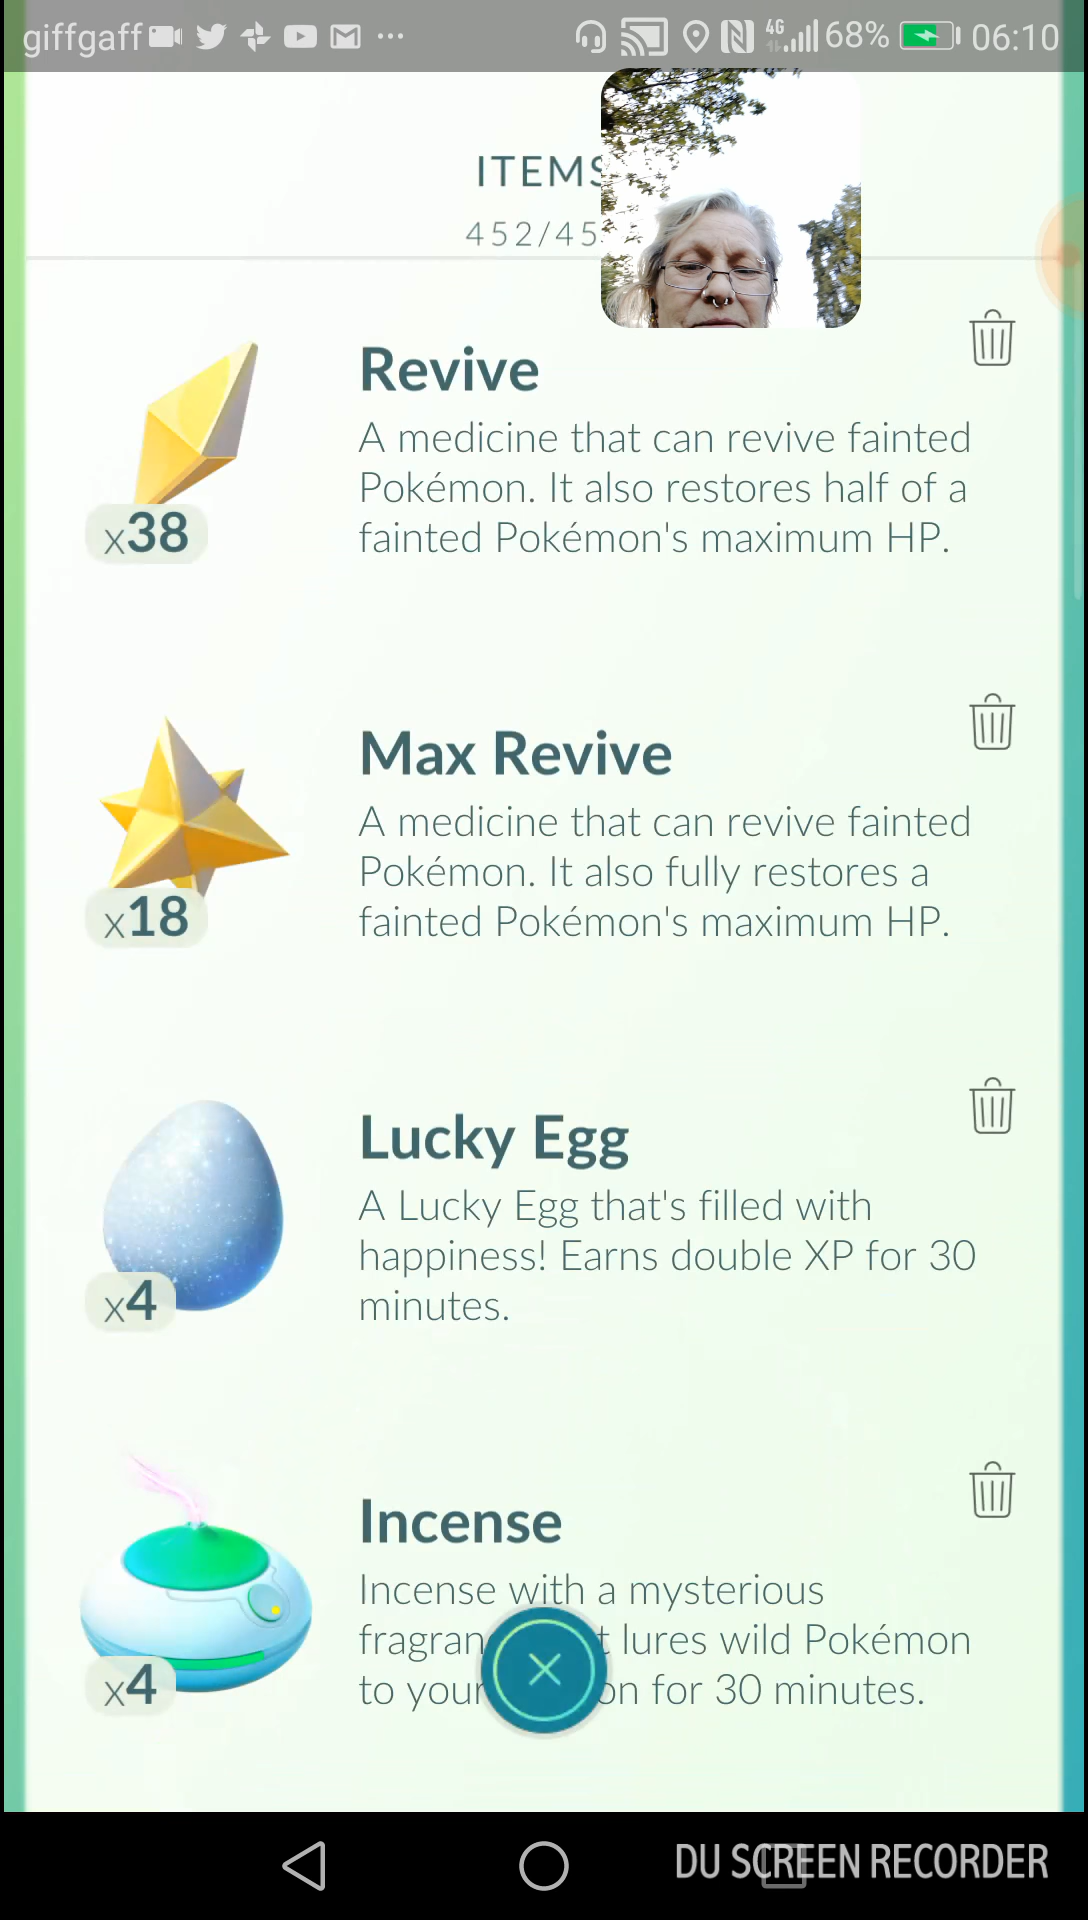 giffgaff 4G 68% 06:10
ITEMS
452/45
Revive
A medicine that can revive fainted
Pokémon. It also restores half of a
fainted Pokémon's maximum HP.
x38
Max Revive
A medicine that can revive fainted
Pokémon. It also fully restores a
fainted Pokémon's maximum HP.
x18
Lucky Egg
A Lucky Egg that's filled with
happiness! Earns double XP for 30
minutes.
x4
Incense
Incense with a mysterious
fragran t lures wild Pokémon
to your on for 30 minutes.
x4
DU SCREEN RECORDER